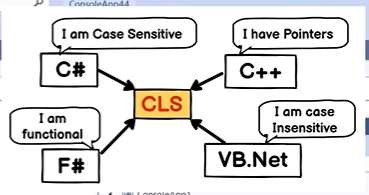 ConsoleApp44
I am Case Sensitive
I have Pointers
C#
C++
CLS
I am
functional
I am case
Insensitive
F#
VB.Net